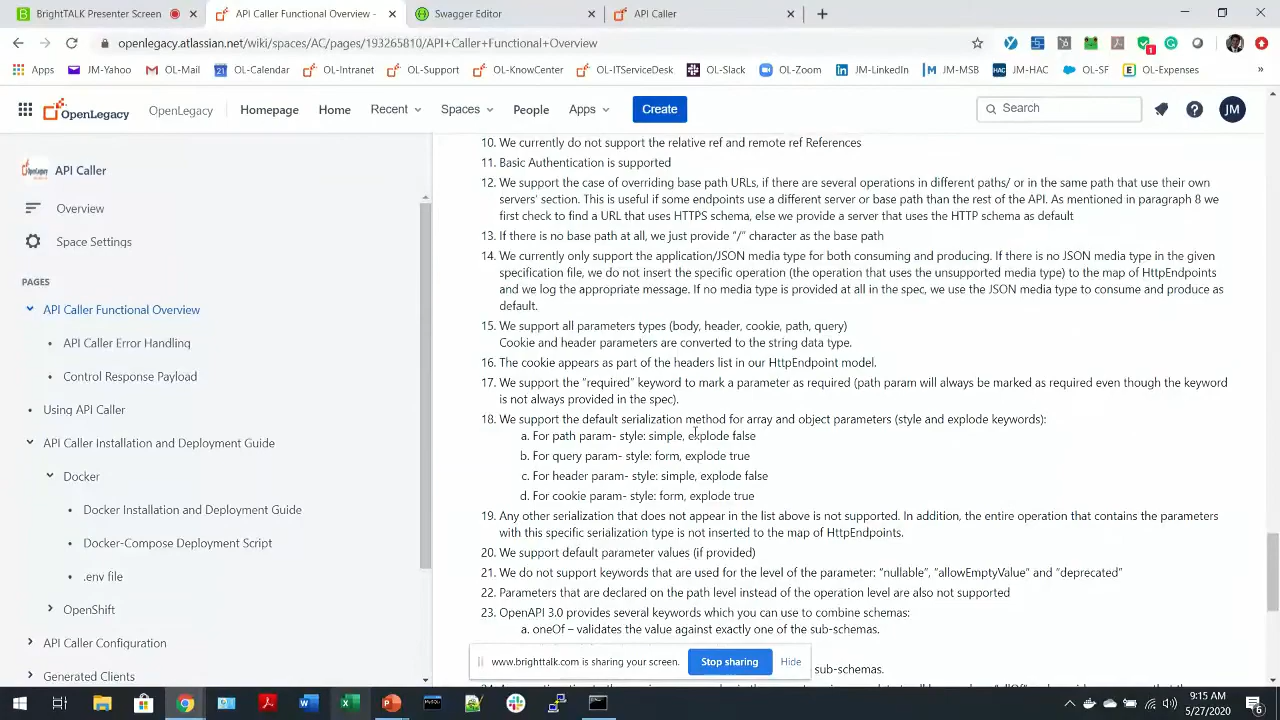 BrightTALK Presenter Screen
API Caller Functional Overview -
Swagger Editor
API Caller
openlegacy.atlassian.net/wiki/spaces/AC/pages/193265810/API+Caller+Functional+Overview
Apps
JM-Yahoo
OL-Mail
OL-Calendar
OL-Intranet
OL-Support
OL-KnowCenter
OL-ITServiceDesk
OL-Slack
OL-Zoom
JM-LinkedIn
JM-MSB
JM-HAC
OL-SF
OL-Expenses
»
OpenLegacy
OpenLegacy
Homepage
Home
Recent
Spaces
People
Apps
Create
Search
JM
API Caller
Overview
Space Settings
PAGES
API Caller Functional Overview
API Caller Error Handling
Control Response Payload
Using API Caller
API Caller Installation and Deployment Guide
Docker
Docker Installation and Deployment Guide
Docker-Compose Deployment Script
.env file
OpenShift
API Caller Configuration
Generated Clients
10. We currently do not support the relative ref and remote ref References
11. Basic Authentication is supported
12. We support the case of overriding base path URLs, if there are several operations in different paths/ or in the same path that use their own
servers' section. This is useful if some endpoints use a different server or base path than the rest of the API. As mentioned in paragraph 8 we
first check to find a URL that uses HTTPS schema, else we provide a server that uses the HTTP schema as default
13. If there is no base path at all, we just provide "/" character as the base path
14. We currently only support the application/JSON media type for both consuming and producing. If there is no JSON media type in the given
specification file, we do not insert the specific operation (the operation that uses the unsupported media type) to the map of HttpEndpoints
and we log the appropriate message. If no media type is provided at all in the spec, we use the JSON media type to consume and produce as
default.
15. We support all parameters types (body, header, cookie, path, query)
Cookie and header parameters are converted to the string data type.
16. The cookie appears as part of the headers list in our HttpEndpoint model.
17. We support the "required" keyword to mark a parameter as required (path param will always be marked as required even though the keyword
is not always provided in the spec).
18. We support the default serialization method for array and object parameters (style and explode keywords):
a. For path param- style: simple, explode false
b. For query param- style: form, explode true
c. For header param- style: simple, explode false
d. For cookie param- style: form, explode true
19. Any other serialization that does not appear in the list above is not supported. In addition, the entire operation that contains the parameters
with this specific serialization type is not inserted to the map of HttpEndpoints.
20. We support default parameter values (if provided)
21. We do not support keywords that are used for the level of the parameter: "nullable", "allowEmptyValue" and "deprecated"
22. Parameters that are declared on the path level instead of the operation level are also not supported
23. OpenAPI 3.0 provides several keywords which you can use to combine schemas:
a. oneOf – validates the value against exactly one of the sub-schemas.
www.brighttalk.com is sharing your screen.
Stop sharing
Hide
sub-schemas.
9:15 AM
5/27/2020